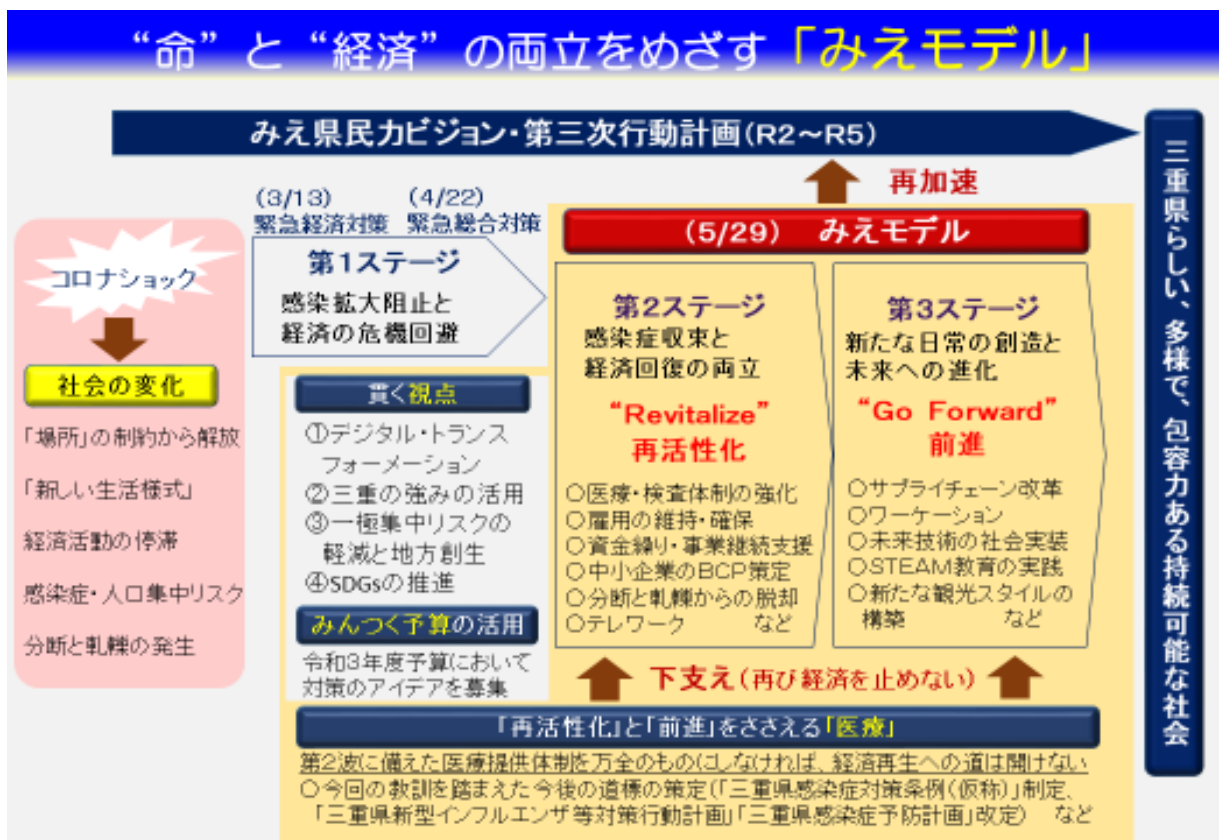 “命” と “経済” の両立をめざす「みえモデル」
みえ県民力ビジョン・第三次行動計画(R2～R5)
再加速
三重県らしい、多様で、包容力ある持続可能な社会
コロナショック
社会の変化
「場所」の制約から解放
「新しい生活様式」
経済活動の停滞
感染症・人口集中リスク
分断と軋轢の発生
(3/13)
緊急経済対策
(4/22)
緊急総合対策
第1ステージ
感染拡大阻止と
経済の危機回避
貫く視点
①デジタル・トランス
フォーメーション
②三重の強みの活用
③一極集中リスクの
軽減と地方創生
④SDGsの推進
みんつく予算の活用
令和3年度予算において
対策のアイデアを募集
(5/29) みえモデル
第2ステージ
感染症収束と
経済回復の両立
“Revitalize”
再活性化
○医療・検査体制の強化
○雇用の維持・確保
○資金繰り・事業継続支援
○中小企業のBCP策定
○分断と軋轢からの脱却
○テレワーク など
第3ステージ
新たな日常の創造と
未来への進化
“Go Forward”
前進
○サプライチェーン改革
○ワーケーション
○未来技術の社会実装
○STEAM教育の実践
○新たな観光スタイルの
構築 など
下支え(再び経済を止めない)
「再活性化」と「前進」をささえる「医療」
第2波に備えた医療提供体制を万全のものにしなければ、経済再生への道は開けない
○今回の教訓を踏まえた今後の道標の策定(「三重県感染症対策条例(仮称)」制定、
「三重県新型インフルエンザ等対策行動計画」「三重県感染症予防計画」改定) など